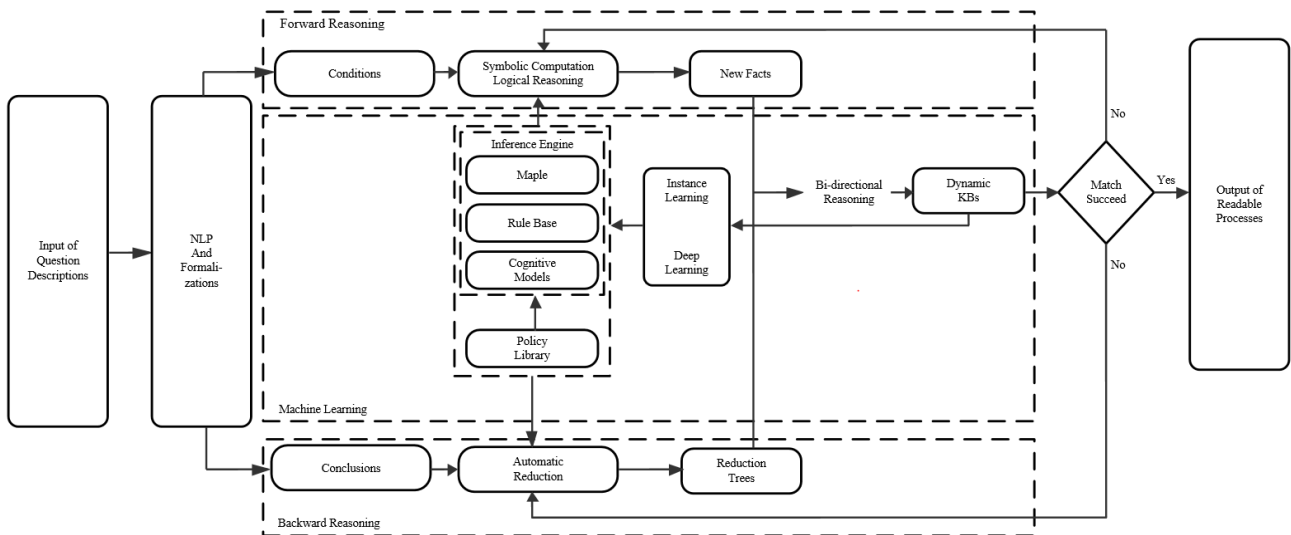 Forward Reasoning
Conditions
Symbolic Computation
Logical Reasoning
New Facts
No
Input of
Question
Descriptions
NLP
And
Formali-
zations
Inference Engine
Maple
Rule Base
Cognitive
Models
Policy
Library
Instance
Learning
Deep
Learning
Bi-directional
Reasoning
Dynamic
KBs
Match
Succeed
Yes
Output of
Readable
Processes
No
Machine Learning
Conclusions
Automatic
Reduction
Reduction
Trees
Backward Reasoning